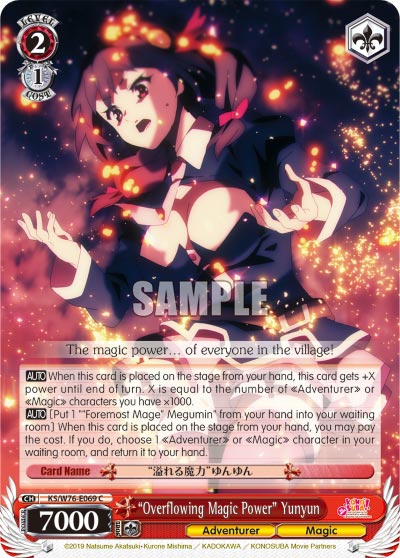 LEVEL
2
1
COST
SAMPLE
The magic power… of everyone in the village!
AUTO When this card is placed on the stage from your hand, this card gets +X
power until end of turn. X is equal to the number of «Adventurer» or
«Magic» characters you have ×1000.
AUTO [Put 1 ""Foremost Mage" Megumin" from your hand into your waiting
room] When this card is placed on the stage from your hand, you may pay
the cost. If you do, choose 1 «Adventurer» or «Magic» character in your
waiting room, and return it to your hand.
Card Name “溢れる魔力”ゆんゆん
CH KS/W76-E069 C
POWER 7000 SOUL “Overflowing Magic Power” Yunyun
Adventurer Magic
©2019 Natsume Akatsuki・Kurone Mishima / KADOKAWA / KONOSUBA Movie Partners